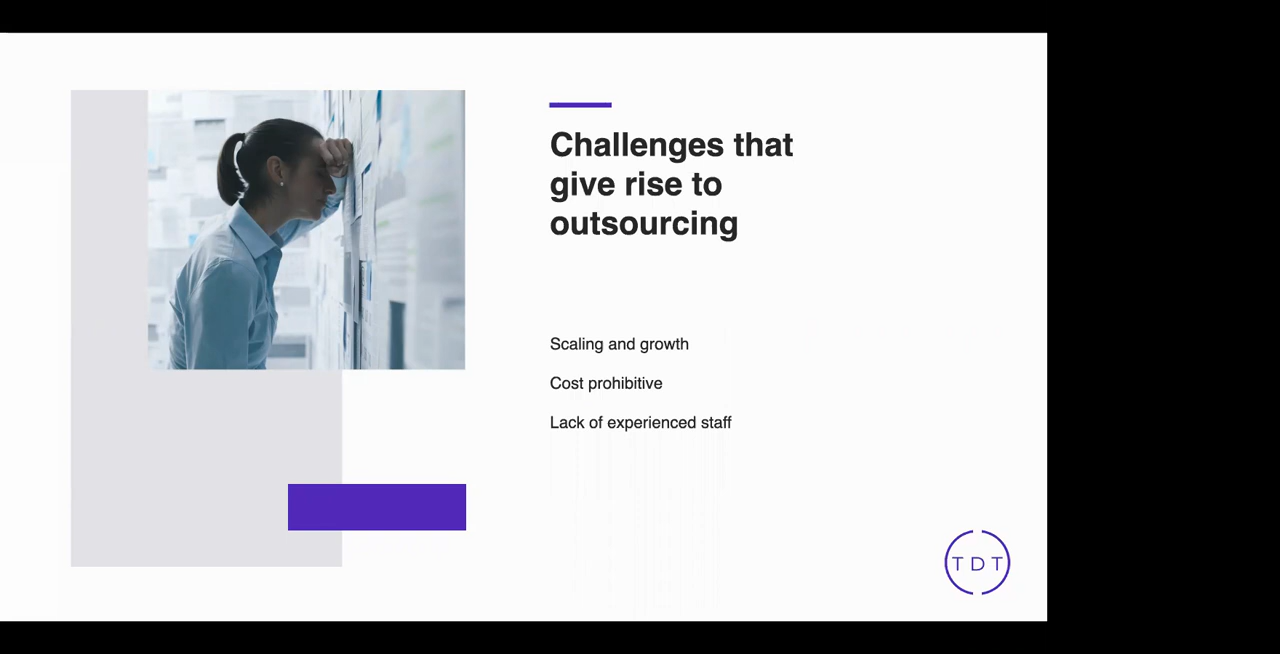 Challenges that
give rise to
outsourcing
Scaling and growth
Cost prohibitive
Lack of experienced staff
TDT